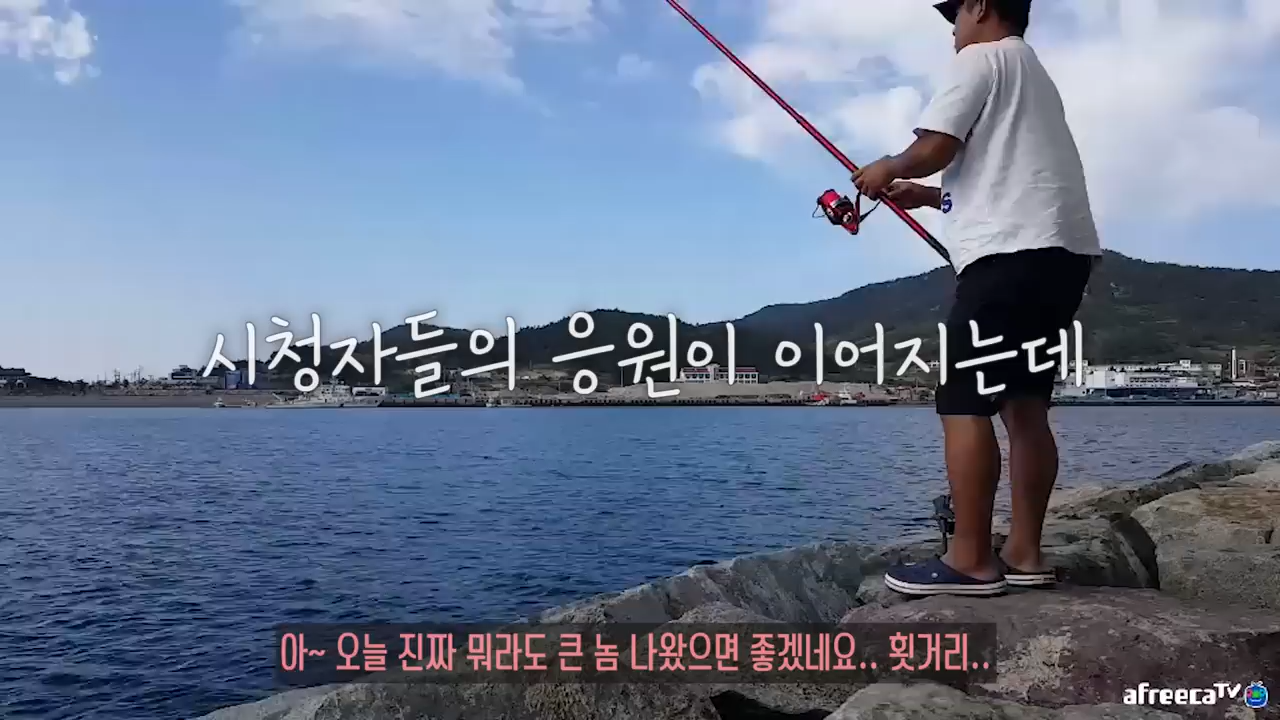 시청자들의 응원이 이어지는데
아~ 오늘 진짜 뭐라도 큰 놈 나왔으면 좋겠네요.. 횟거리..
afreecaTV